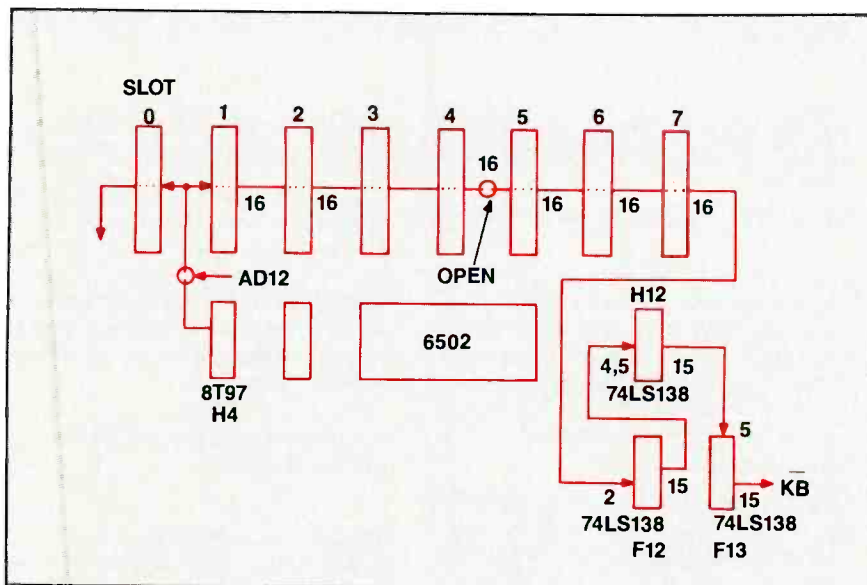 SLOT
0 1 2 3 4 5 6 7
16
16 16 16 16 16
AD12
OPEN
H12
6502
4,5 15
8T97
H4
74LS138
5
2 15 15 K̅B̅
74LS138 74LS138
F12 F13